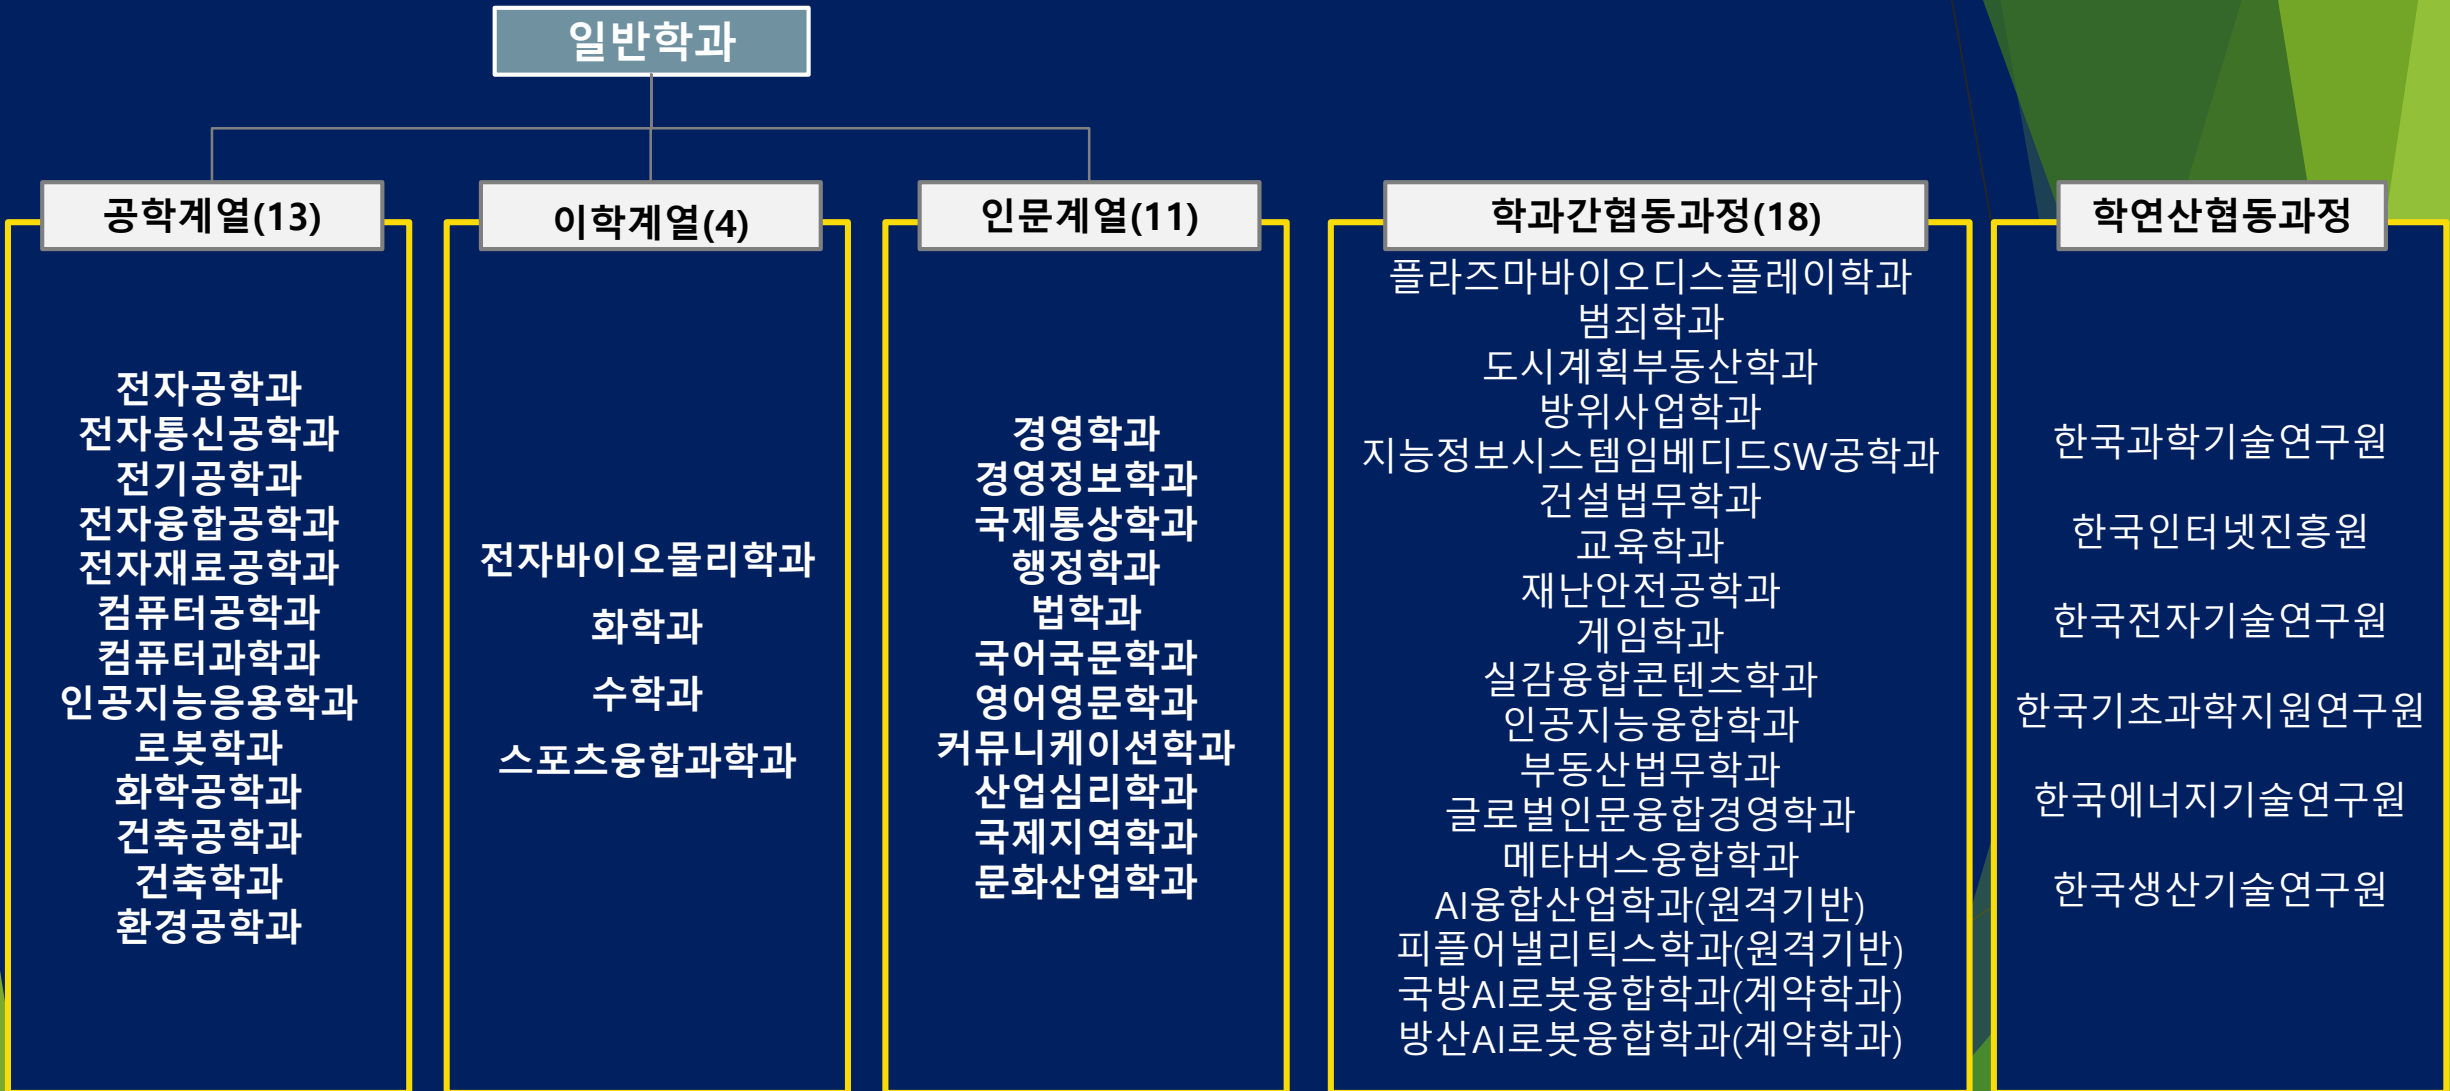 일반학과
공학계열(13)
전자공학과
전자통신공학과
전기공학과
전자융합공학과
전자재료공학과
컴퓨터공학과
컴퓨터과학과
인공지능응용학과
로봇학과
화학공학과
건축공학과
건축학과
환경공학과
이학계열(4)
전자바이오물리학과
화학과
수학과
스포츠융합과학과
인문계열(11)
경영학과
경영정보학과
국제통상학과
행정학과
법학과
국어국문학과
영어영문학과
커뮤니케이션학과
산업심리학과
국제지역학과
문화산업학과
학과간협동과정(18)
플라즈마바이오디스플레이학과
범죄학과
도시계획부동산학과
방위사업학과
지능정보시스템임베디드SW공학과
건설법무학과
교육학과
재난안전공학과
게임학과
실감융합콘텐츠학과
인공지능융합학과
부동산법무학과
글로벌인문융합경영학과
메타버스융합학과
AI융합산업학과(원격기반)
피플어낼리틱스학과(원격기반)
국방AI로봇융합학과(계약학과)
방산AI로봇융합학과(계약학과)
학연산협동과정
한국과학기술연구원
한국인터넷진흥원
한국전자기술연구원
한국기초과학지원연구원
한국에너지기술연구원
한국생산기술연구원